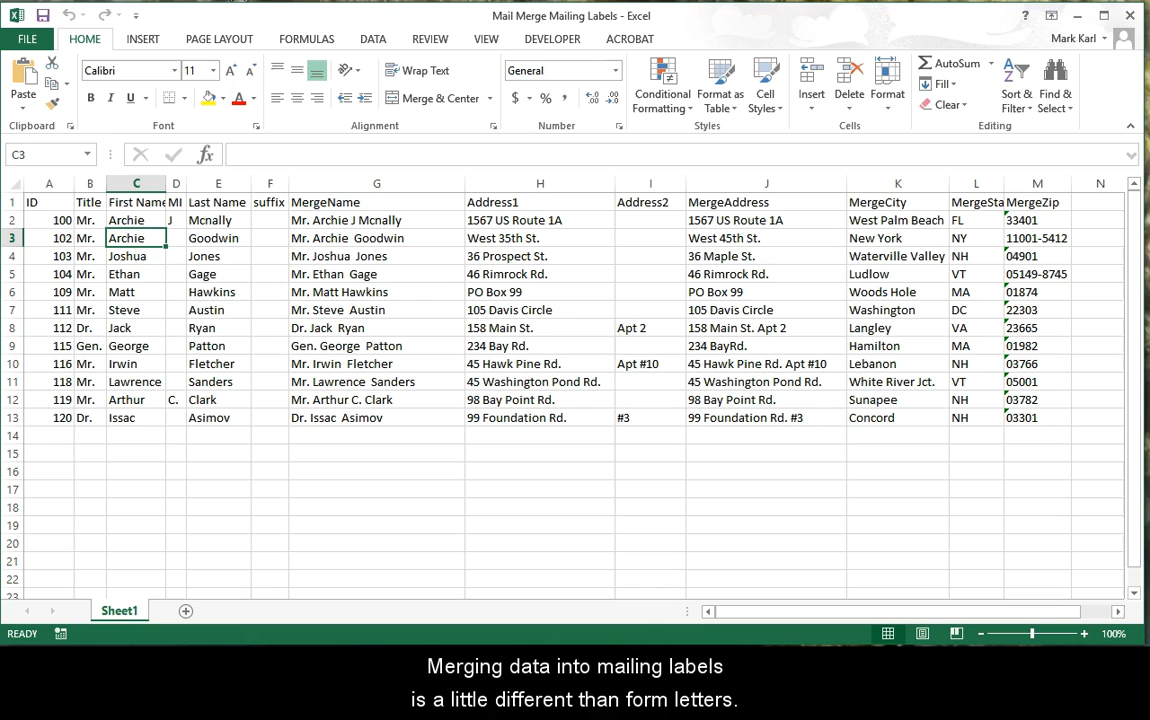 Mail Merge Mailing Labels - Excel
FILE HOME INSERT PAGE LAYOUT FORMULAS DATA REVIEW VIEW DEVELOPER ACROBAT Mark Karl
Calibri 11 Wrap Text General Conditional Format as Cell Insert Delete Format AutoSum Sort & Find &
Paste B I U Merge & Center $ % , Formatting Table Styles Fill Filter Select
Clear
Clipboard Font Alignment Number Styles Cells Editing
C3 fx
A B C D E F G H I J K L M N
1 ID Title First Name MI Last Name suffix MergeName Address1 Address2 MergeAddress MergeCity MergeSta MergeZip
2 100 Mr. Archie J Mcnally Mr. Archie J Mcnally 1567 US Route 1A 1567 US Route 1A West Palm Beach FL 33401
3 102 Mr. Archie Goodwin Mr. Archie Goodwin West 35th St. West 45th St. New York NY 11001-5412
4 103 Mr. Joshua Jones Mr. Joshua Jones 36 Prospect St. 36 Maple St. Waterville Valley NH 04901
5 104 Mr. Ethan Gage Mr. Ethan Gage 46 Rimrock Rd. 46 Rimrock Rd. Ludlow VT 05149-8745
6 109 Mr. Matt Hawkins Mr. Matt Hawkins PO Box 99 PO Box 99 Woods Hole MA 01874
7 111 Mr. Steve Austin Mr. Steve Austin 105 Davis Circle 105 Davis Circle Washington DC 22303
8 112 Dr. Jack Ryan Dr. Jack Ryan 158 Main St. Apt 2 158 Main St. Apt 2 Langley VA 23665
9 115 Gen. George Patton Gen. George Patton 234 Bay Rd. 234 BayRd. Hamilton MA 01982
10 116 Mr. Irwin Fletcher Mr. Irwin Fletcher 45 Hawk Pine Rd. Apt #10 45 Hawk Pine Rd. Apt #10 Lebanon NH 03766
11 118 Mr. Lawrence Sanders Mr. Lawrence Sanders 45 Washington Pond Rd. 45 Washington Pond Rd. White River Jct. VT 05001
12 119 Mr. Arthur C. Clark Mr. Arthur C. Clark 98 Bay Point Rd. 98 Bay Point Rd. Sunapee NH 03782
13 120 Dr. Issac Asimov Dr. Issac Asimov 99 Foundation Rd. #3 99 Foundation Rd. #3 Concord NH 03301
14
15
16
17
18
19
20
21
22
23
Sheet1
READY 100%
Merging data into mailing labels
is a little different than form letters.